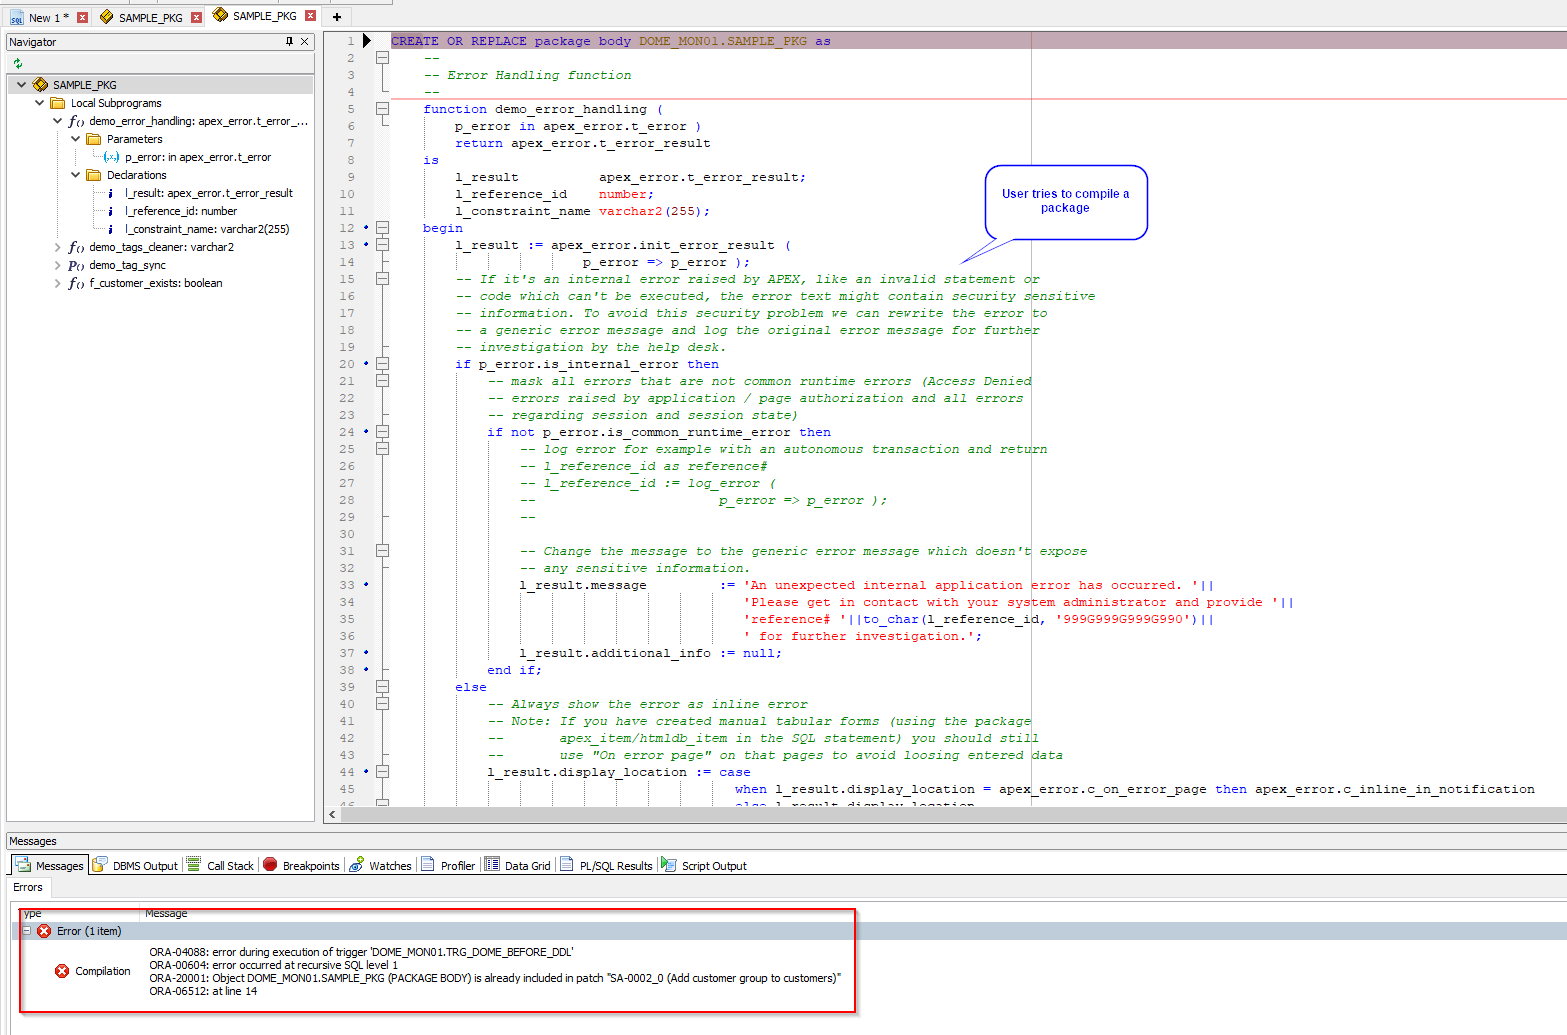 New 1 *
SAMPLE_PKG
SAMPLE_PKG
+
Navigator
SAMPLE_PKG
Local Subprograms
demo_error_handling: apex_error.t_error_...
Parameters
p_error: in apex_error.t_error
Declarations
l_result: apex_error.t_error_result
l_reference_id: number
l_constraint_name: varchar2(255)
demo_tags_cleaner: varchar2
demo_tag_sync
f_customer_exists: boolean
1 CREATE OR REPLACE package body DOME_MON01.SAMPLE_PKG as
2 --
3 -- Error Handling function
4 --
5 function demo_error_handling (
6 p_error in apex_error.t_error )
7 return apex_error.t_error_result
8 is
9 l_result apex_error.t_error_result;
10 l_reference_id number;
11 l_constraint_name varchar2(255);
12 begin
13 l_result := apex_error.init_error_result (
14 p_error => p_error );
15 -- If it's an internal error raised by APEX, like an invalid statement or
16 -- code which can't be executed, the error text might contain security sensitive
17 -- information. To avoid this security problem we can rewrite the error to
18 -- a generic error message and log the original error message for further
19 -- investigation by the help desk.
20 if p_error.is_internal_error then
21 -- mask all errors that are not common runtime errors (Access Denied
22 -- errors raised by application / page authorization and all errors
23 -- regarding session and session state)
24 if not p_error.is_common_runtime_error then
25 -- log error for example with an autonomous transaction and return
26 -- l_reference_id as reference#
27 -- l_reference_id := log_error (
28 -- p_error => p_error );
29 --
30
31 -- Change the message to the generic error message which doesn't expose
32 -- any sensitive information.
33 l_result.message := 'An unexpected internal application error has occurred. '||
34 'Please get in contact with your system administrator and provide '||
35 'reference# '||to_char(l_reference_id, '999G999G999G990')||
36 ' for further investigation.';
37 l_result.additional_info := null;
38 end if;
39 else
40 -- Always show the error as inline error
41 -- Note: If you have created manual tabular forms (using the package
42 -- apex_item/htmldb_item in the SQL statement) you should still
43 -- use "On error page" on that pages to avoid loosing entered data
44 l_result.display_location := case
45 when l_result.display_location = apex_error.c_on_error_page then apex_error.c_inline_in_notification
46 else l_result.display_location
User tries to compile a
package
Messages
Messages
DBMS Output
Call Stack
Breakpoints
Watches
Profiler
Data Grid
PL/SQL Results
Script Output
Errors
ype
Message
Error (1 item)
Compilation
ORA-04088: error during execution of trigger 'DOME_MON01.TRG_DOME_BEFORE_DDL'
ORA-00604: error occurred at recursive SQL level 1
ORA-20001: Object DOME_MON01.SAMPLE_PKG (PACKAGE BODY) is already included in patch "SA-0002_0 (Add customer group to customers)"
ORA-06512: at line 14